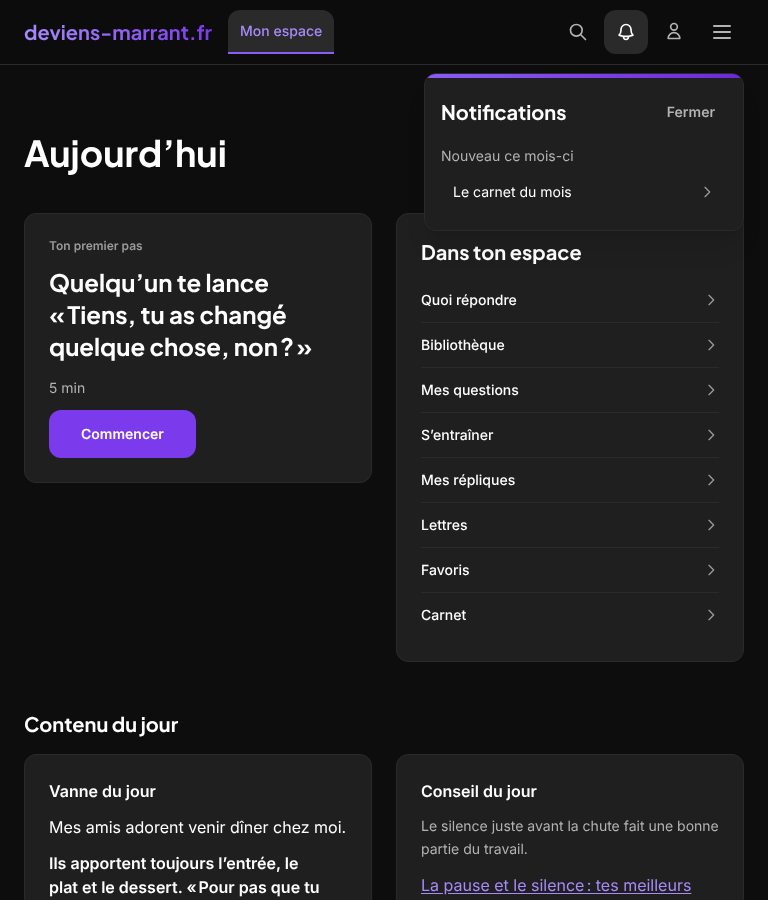 deviens-marrant.fr
Mon espace
Notifications
Fermer
Nouveau ce mois-ci
Le carnet du mois
Aujourd’hui
Ton premier pas
Quelqu’un te lance
« Tiens, tu as changé
quelque chose, non ? »
5 min
Commencer
Dans ton espace
Quoi répondre
Bibliothèque
Mes questions
S’entraîner
Mes répliques
Lettres
Favoris
Carnet
Contenu du jour
Vanne du jour
Mes amis adorent venir dîner chez moi.
Ils apportent toujours l’entrée, le
plat et le dessert. « Pour pas que tu
Conseil du jour
Le silence juste avant la chute fait une bonne
partie du travail.
La pause et le silence : tes meilleurs